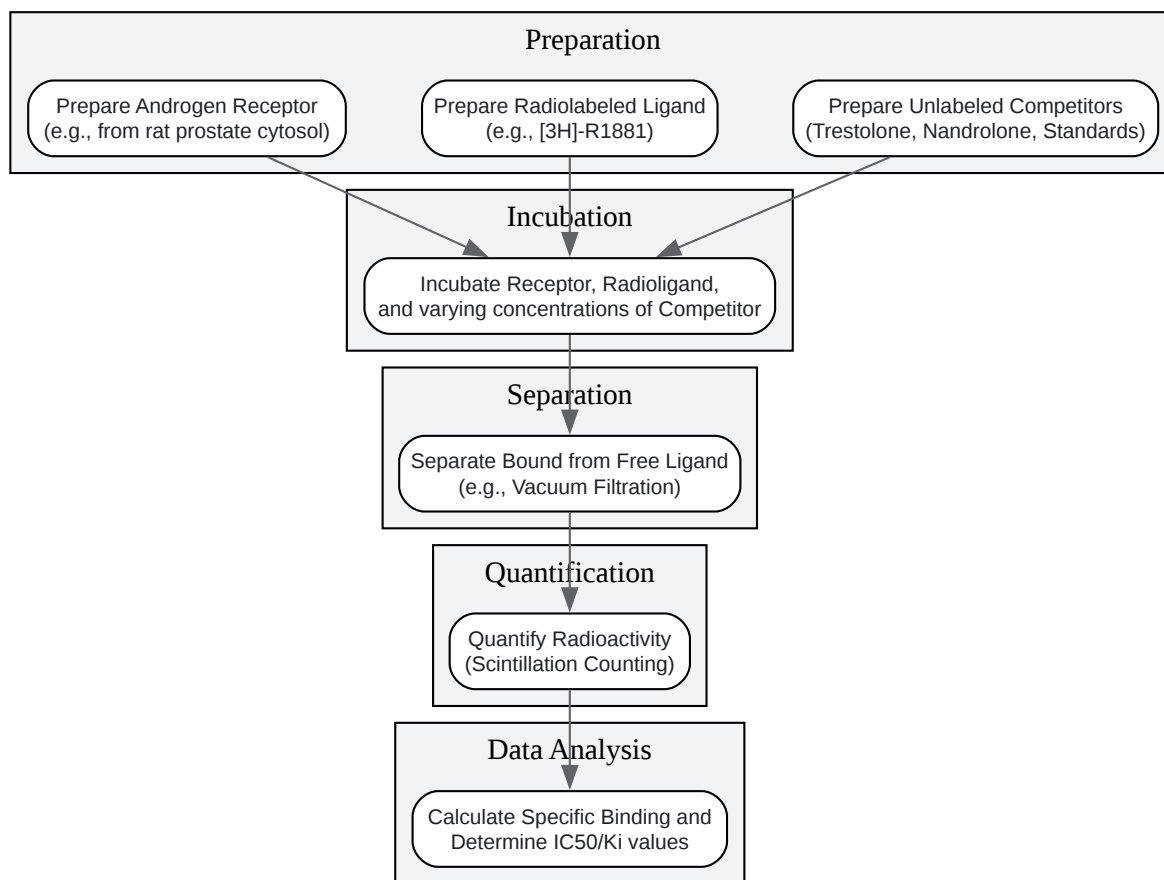 Preparation
Prepare Androgen Receptor
(e.g., from rat prostate cytosol)
Prepare Radiolabeled Ligand
(e.g., [3H]-R1881)
Prepare Unlabeled Competitors
(Trestolone, Nandrolone, Standards)
Incubation
Incubate Receptor, Radioligand,
and varying concentrations of Competitor
Separation
Separate Bound from Free Ligand
(e.g., Vacuum Filtration)
Quantification
Quantify Radioactivity
(Scintillation Counting)
Data Analysis
Calculate Specific Binding and
Determine IC50/Ki values